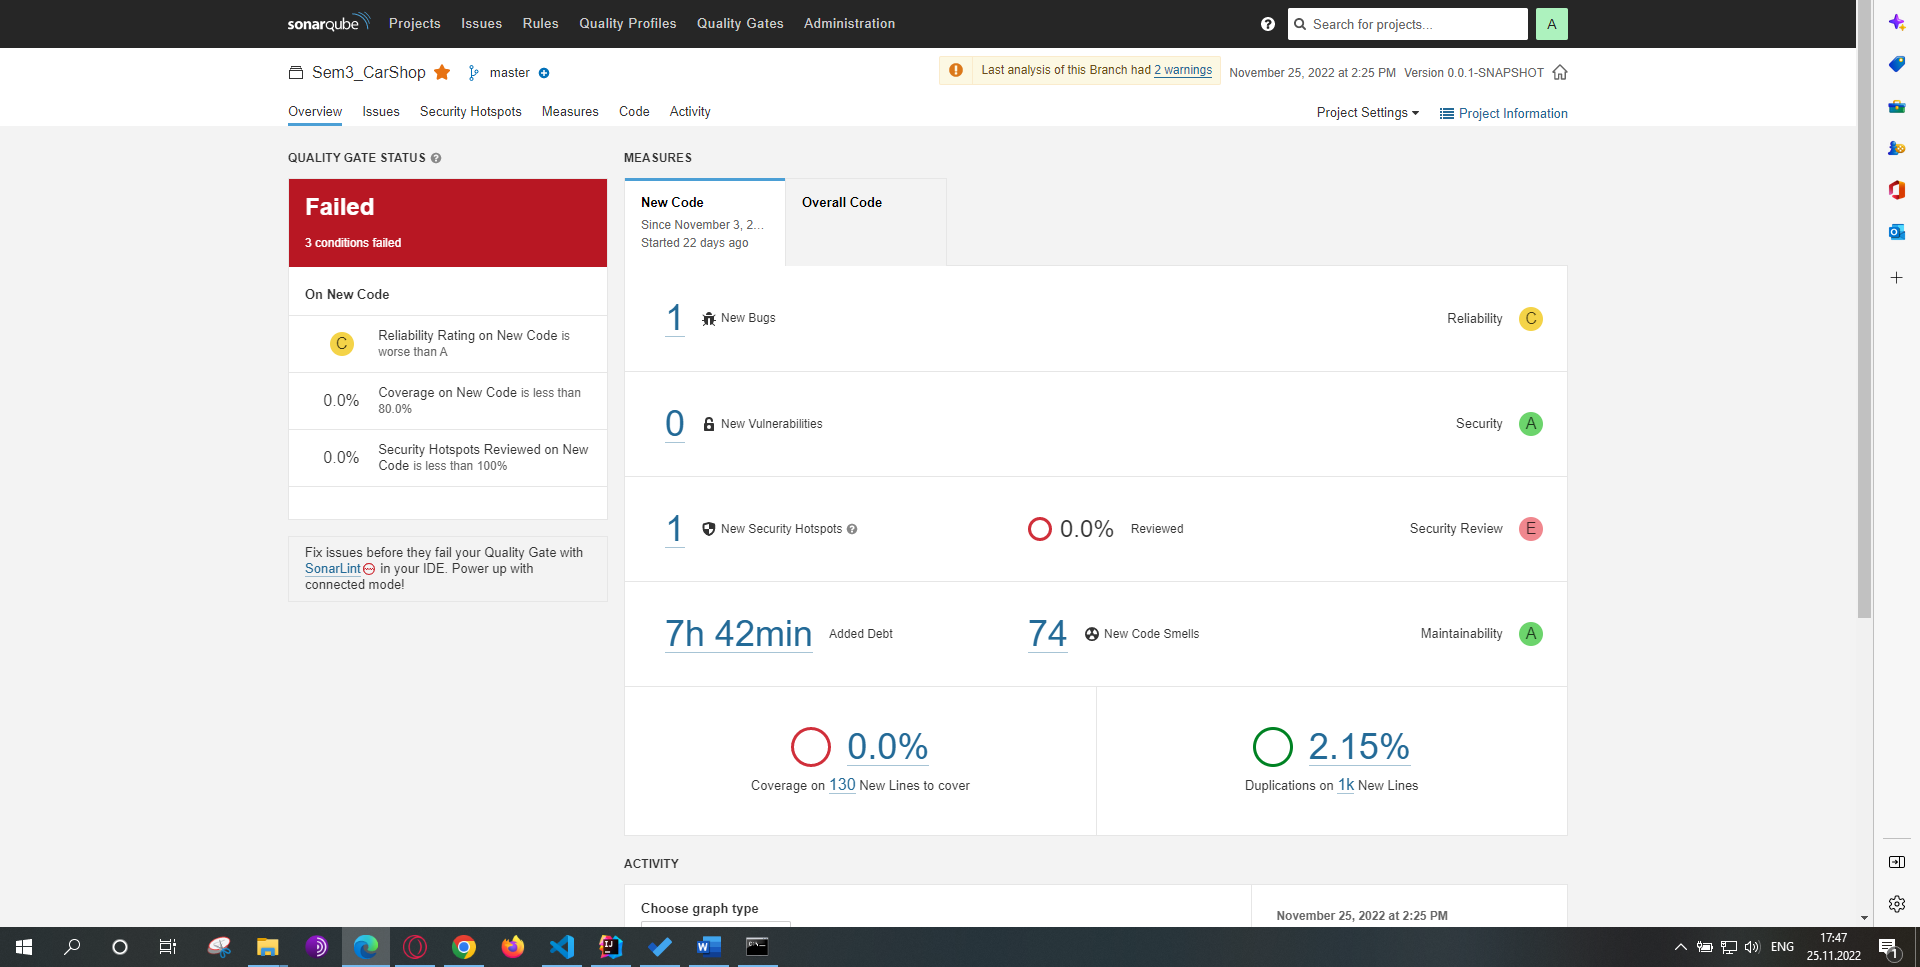 sonarqube Projects Issues Rules Quality Profiles Quality Gates Administration Search for projects... A
Sem3_CarShop master Last analysis of this Branch had 2 warnings November 25, 2022 at 2:25 PM Version 0.0.1-SNAPSHOT
Overview Issues Security Hotspots Measures Code Activity Project Settings Project Information
QUALITY GATE STATUS
Failed
3 conditions failed
On New Code
C Reliability Rating on New Code is
worse than A
0.0% Coverage on New Code is less than
80.0%
0.0% Security Hotspots Reviewed on New
Code is less than 100%
Fix issues before they fail your Quality Gate with
SonarLint in your IDE. Power up with
connected mode!
MEASURES
New Code
Since November 3, 2...
Started 22 days ago
Overall Code
1 New Bugs Reliability C
0 New Vulnerabilities Security A
1 New Security Hotspots 0.0% Reviewed Security Review E
7h 42min Added Debt 74 New Code Smells Maintainability A
0.0%
Coverage on 130 New Lines to cover
2.15%
Duplications on 1k New Lines
ACTIVITY
Choose graph type
November 25, 2022 at 2:25 PM
ENG
17:47
25.11.2022
1